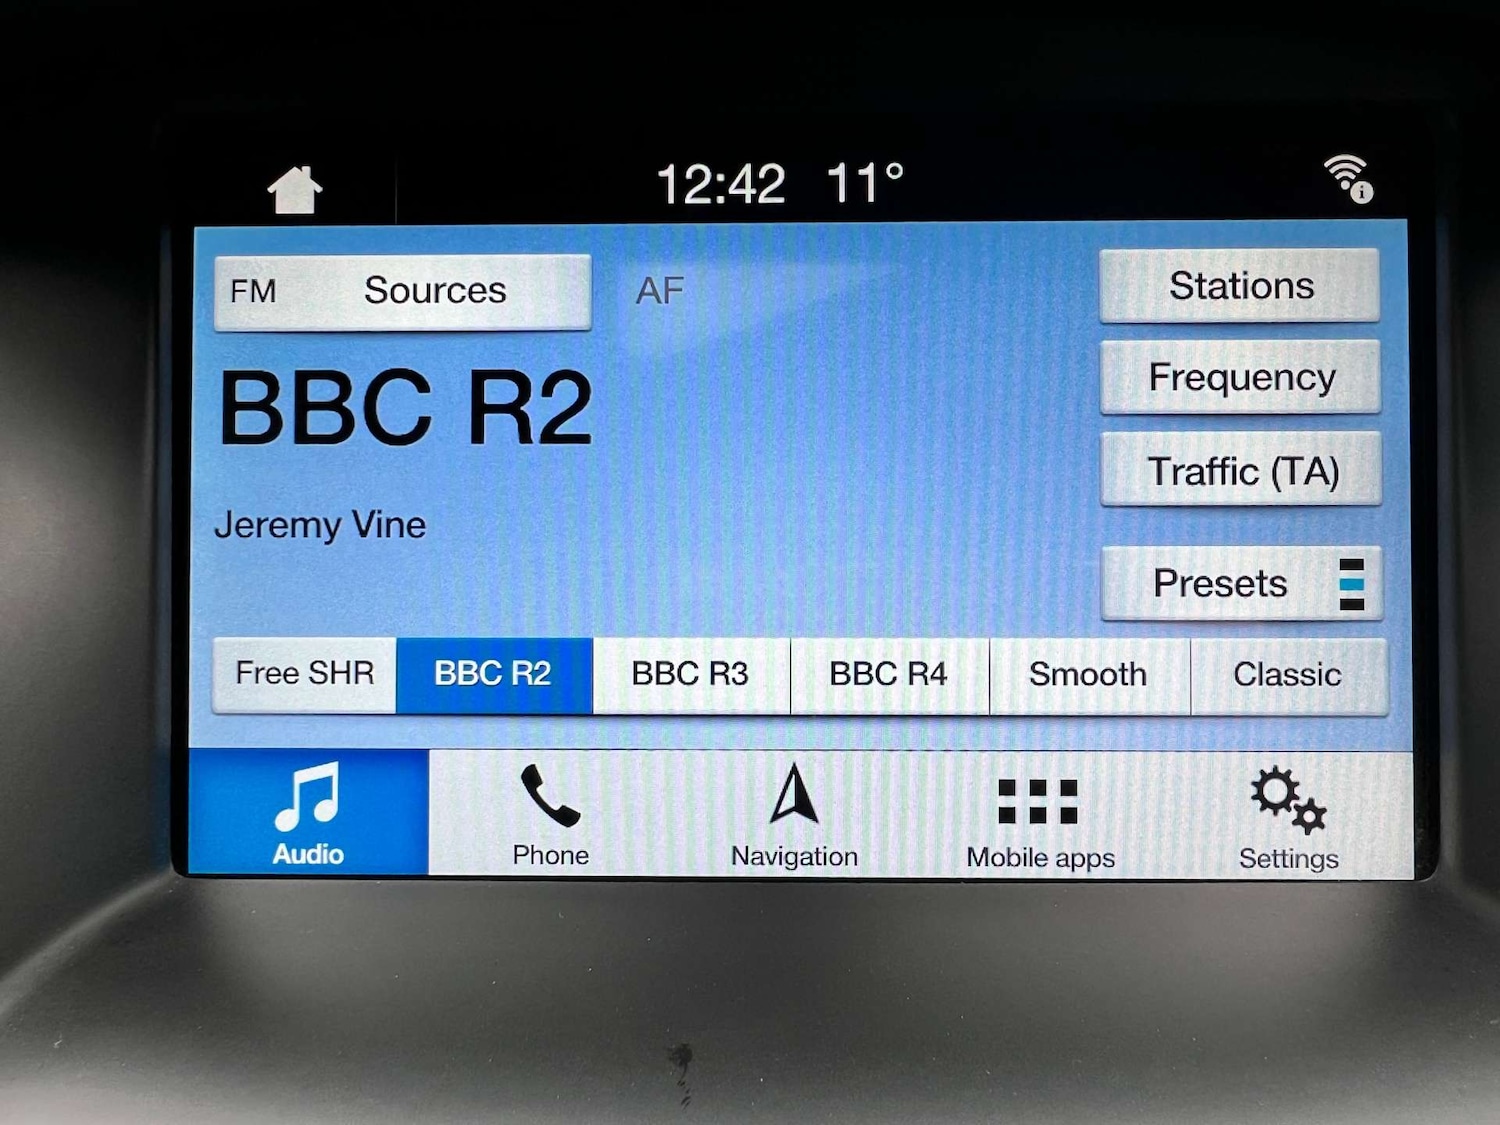 12:42 11°
FM Sources AF Stations
Frequency
BBC R2
Traffic (TA)
Jeremy Vine
Presets
Free SHR BBC R2 BBC R3 BBC R4 Smooth Classic
Audio Phone Navigation Mobile apps Settings